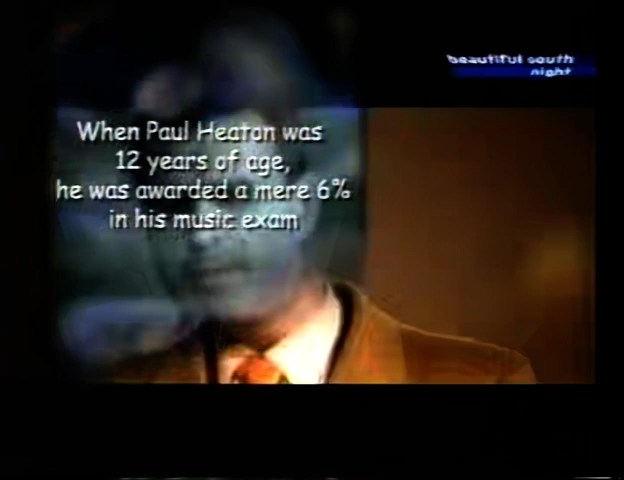 beautiful south
night
When Paul Heaton was
12 years of age,
he was awarded a mere 6%
in his music exam